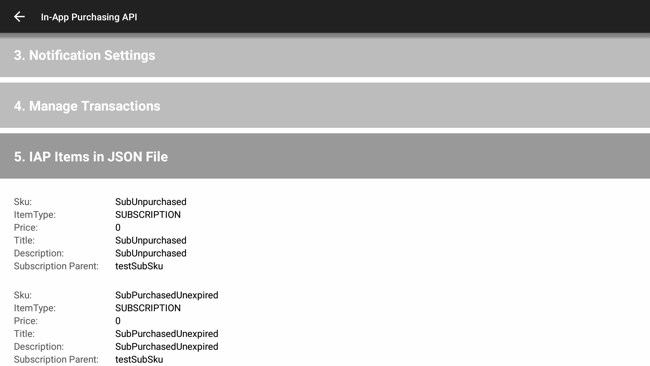 In-App Purchasing API
3. Notification Settings
4. Manage Transactions
5. IAP Items in JSON File
Sku: SubUnpurchased
ItemType: SUBSCRIPTION
Price: 0
Title: SubUnpurchased
Description: SubUnpurchased
Subscription Parent: testSubSku
Sku: SubPurchasedUnexpired
ItemType: SUBSCRIPTION
Price: 0
Title: SubPurchasedUnexpired
Description: SubPurchasedUnexpired
Subscription Parent: testSubSku